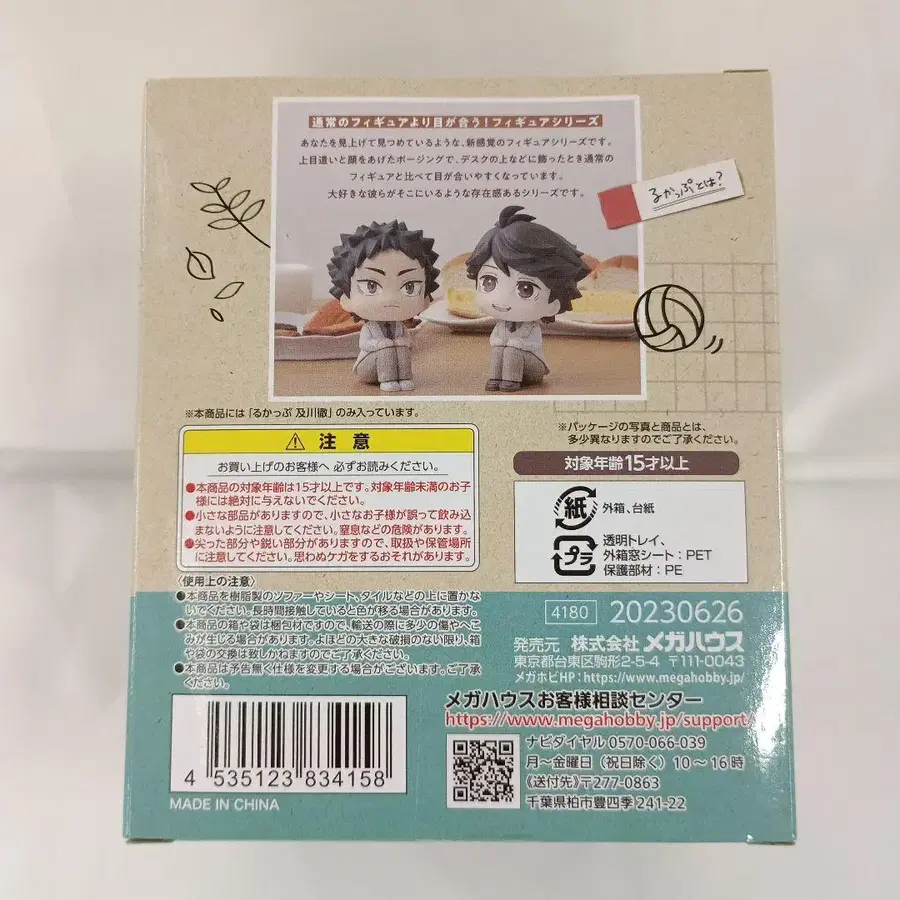 通常のフィギュアより目が合う！フィギュアシリーズ
あなたを見上げて見つめているような、新感覚のフィギュアシリーズです。
上目遣いと顔をあげたポージングで、デスクの上などに飾ったとき通常の
フィギュアと比べて目が合いやすくなっています。
大好きな彼らがそこにいるような存在感あるシリーズです。
るかっぷとは?
※本商品には「るかっぷ 及川徹」のみ入っています。
※パッケージの写真と商品とは、
多少異なりますのでご了承ください。
注意
お買い上げのお客様へ 必ずお読みください。
●本商品の対象年齢は15才以上です。対象年齢未満のお子
様には絶対に与えないでください。
●小さな部品がありますので、小さなお子様が誤って飲み込
まないように注意してください。窒息などの危険があります。
●尖った部分や鋭い部分がありますので、取扱や保管場所
に注意してください。思わぬケガをするおそれがあります。
〈使用上の注意〉
●本商品を樹脂製のソファーやシート、タイルなどの上に置かな
いでください。長時間接触していると色が移る場合があります。
●本商品の箱や袋は梱包材ですので、輸送の際に多少の傷やへこ
みが生じる場合があります。よほどの大きな破損のない限り、箱
や袋の交換は致しかねますのでご了承ください。
●本商品は予告無く仕様を変更する場合がございます。ご了承
ください。
対象年齢15才以上
紙
外箱、台紙
プラ
透明トレイ、
外箱窓シート：PET
保護部材：PE
4180 20230626
発売元 株式会社 メガハウス
東京都台東区駒形2-5-4 〒111-0043
メガホビHP：https://www.megahobby.jp/
メガハウスお客様相談センター
https://www.megahobby.jp/support/
ナビダイヤル 0570-066-039
月～金曜日（祝日除く）10～16時
《送付先》〒277-0863
千葉県柏市豊四季241-22
4 535123 834158
MADE IN CHINA